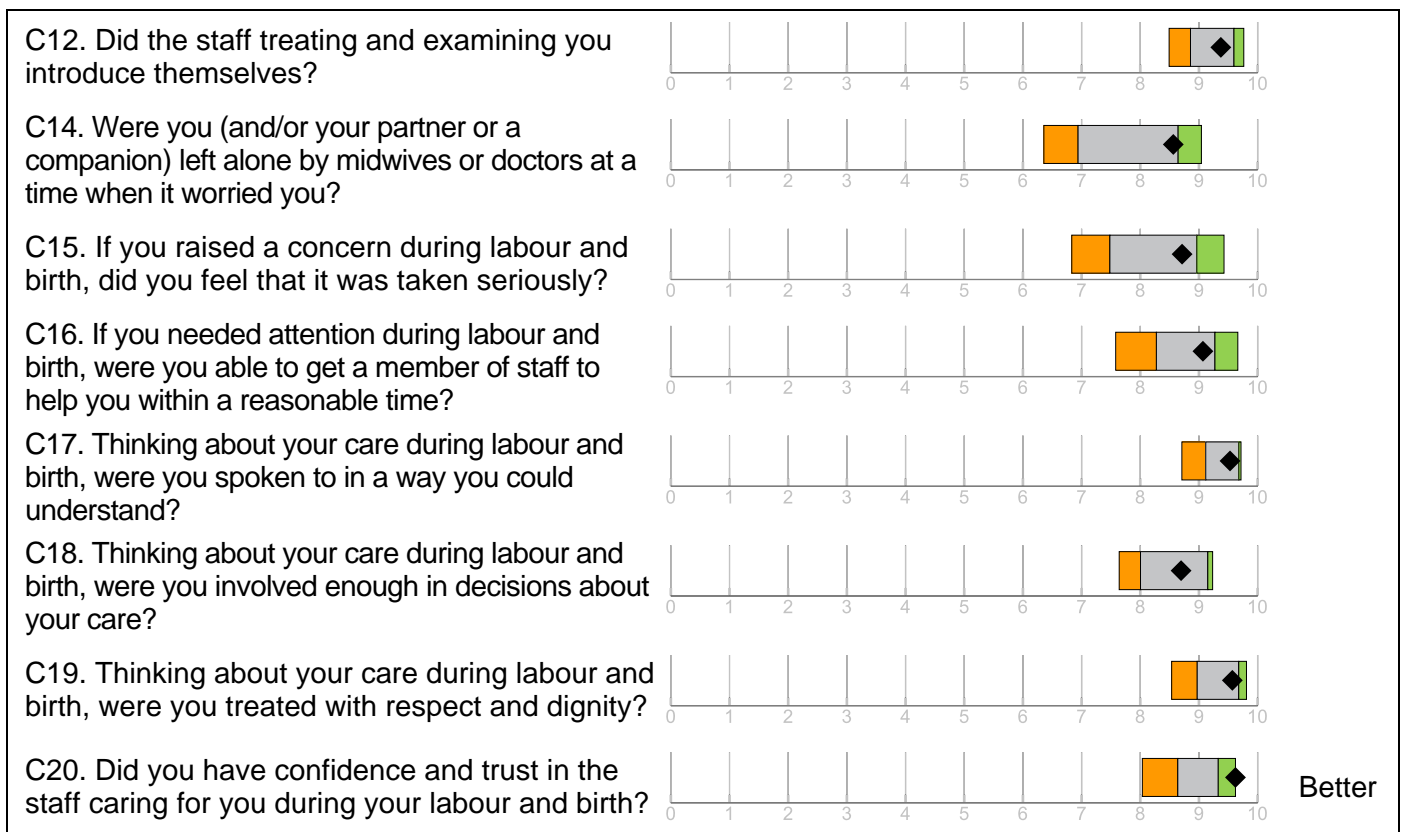 C12. Did the staff treating and examining you
introduce themselves?
0 1 2 3 4 5 6 7 8 9 10
C14. Were you (and/or your partner or a
companion) left alone by midwives or doctors at a
time when it worried you?
0 1 2 3 4 5 6 7 8 9 10
C15. If you raised a concern during labour and
birth, did you feel that it was taken seriously?
0 1 2 3 4 5 6 7 8 9 10
C16. If you needed attention during labour and
birth, were you able to get a member of staff to
help you within a reasonable time?
0 1 2 3 4 5 6 7 8 9 10
C17. Thinking about your care during labour and
birth, were you spoken to in a way you could
understand?
0 1 2 3 4 5 6 7 8 9 10
C18. Thinking about your care during labour and
birth, were you involved enough in decisions about
your care?
0 1 2 3 4 5 6 7 8 9 10
C19. Thinking about your care during labour and
birth, were you treated with respect and dignity?
0 1 2 3 4 5 6 7 8 9 10
C20. Did you have confidence and trust in the
staff caring for you during your labour and birth?
0 1 2 3 4 5 6 7 8 9 10
Better